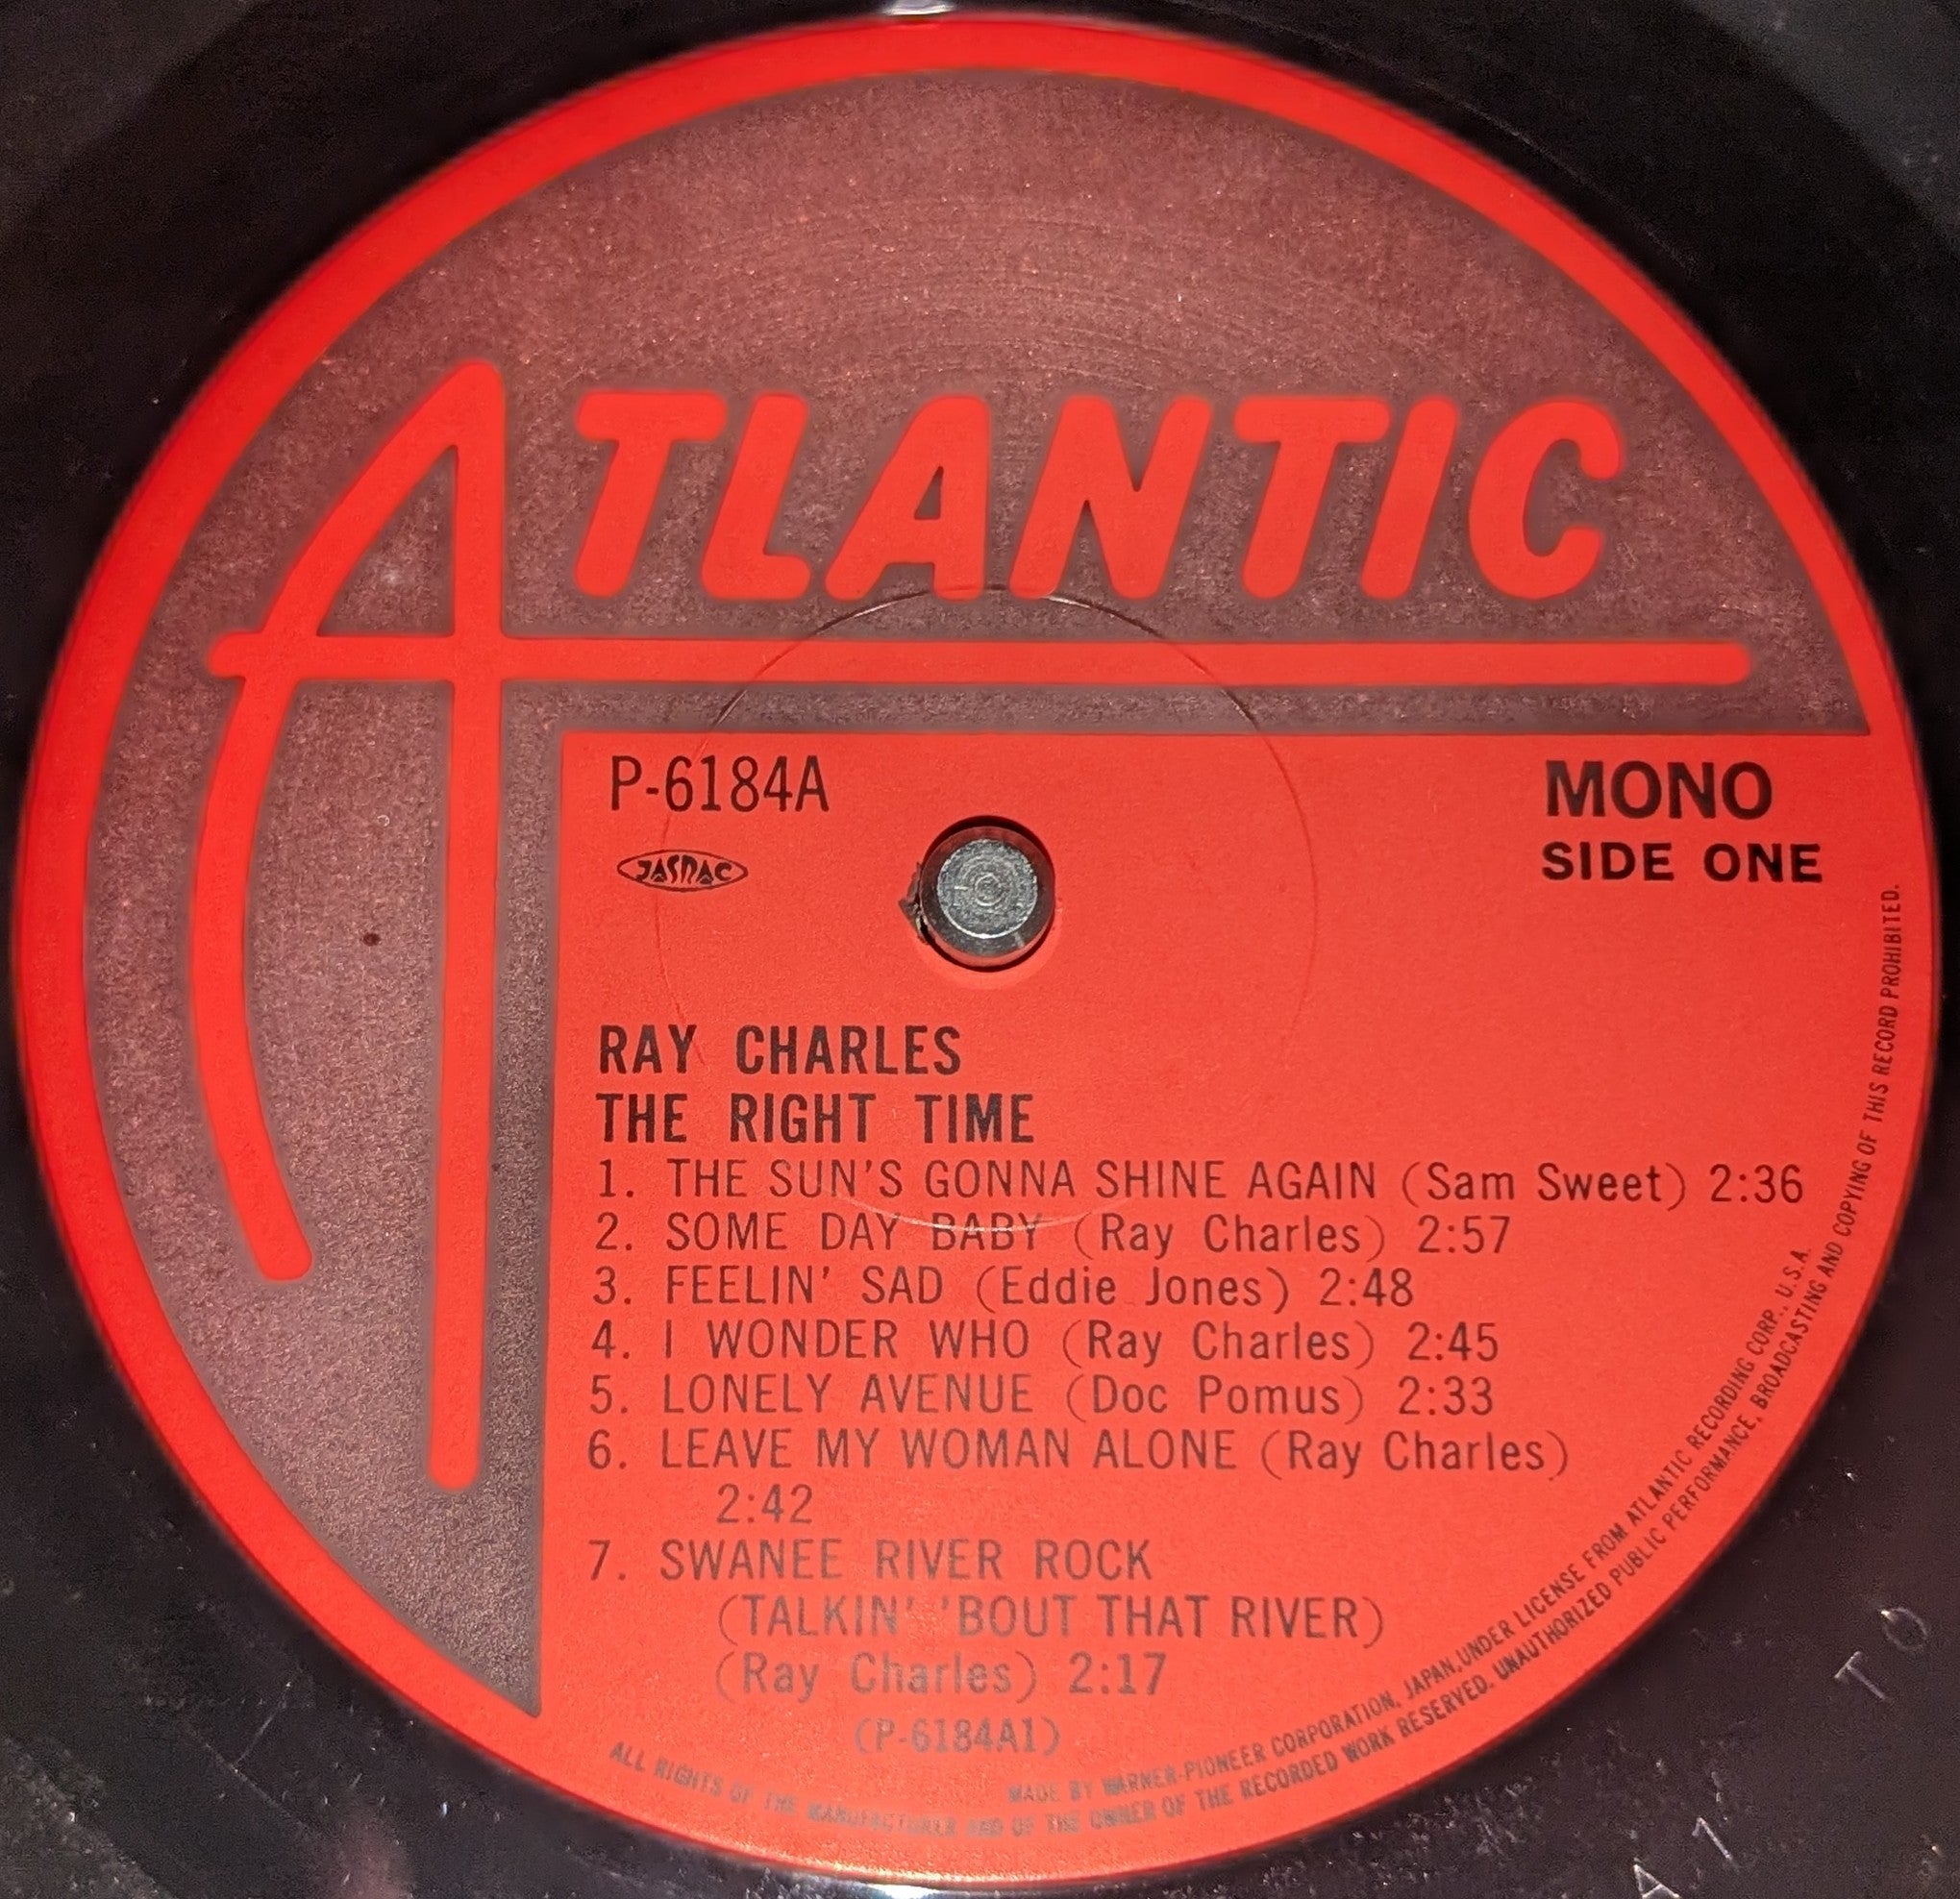 ATLANTIC
P-6184A
MONO
JASRAC
SIDE ONE
RAY CHARLES
THE RIGHT TIME
1. THE SUN'S GONNA SHINE AGAIN (Sam Sweet) 2:36
2. SOME DAY BABY (Ray Charles) 2:57
3. FEELIN' SAD (Eddie Jones) 2:48
4. I WONDER WHO (Ray Charles) 2:45
5. LONELY AVENUE (Doc Pomus) 2:33
6. LEAVE MY WOMAN ALONE (Ray Charles)
2:42
7. SWANEE RIVER ROCK
(TALKIN' 'BOUT THAT RIVER)
(Ray Charles) 2:17
(P-6184A1)
MADE BY WARNER-PIONEER CORPORATION, JAPAN, UNDER LICENSE FROM ATLANTIC RECORDING CORP., U.S.A.
ALL RIGHTS OF THE MANUFACTURER AND OF THE OWNER OF THE RECORDED WORK RESERVED. UNAUTHORIZED PUBLIC PERFORMANCE, BROADCASTING AND COPYING OF THIS RECORD PROHIBITED.
TO